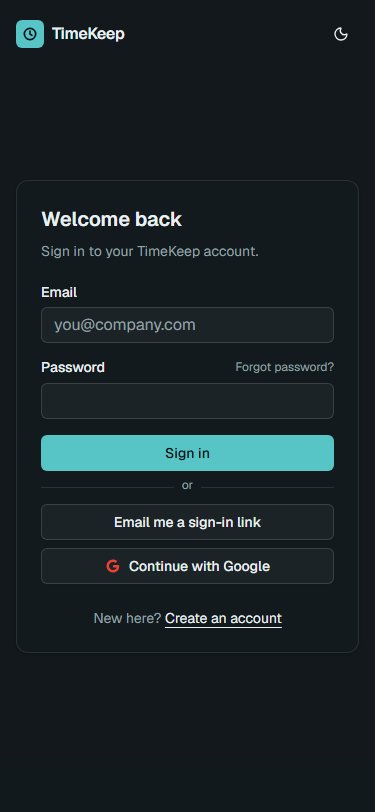 TimeKeep
Welcome back
Sign in to your TimeKeep account.
Email
you@company.com
Password
Forgot password?
Sign in
or
Email me a sign-in link
Continue with Google
New here? Create an account